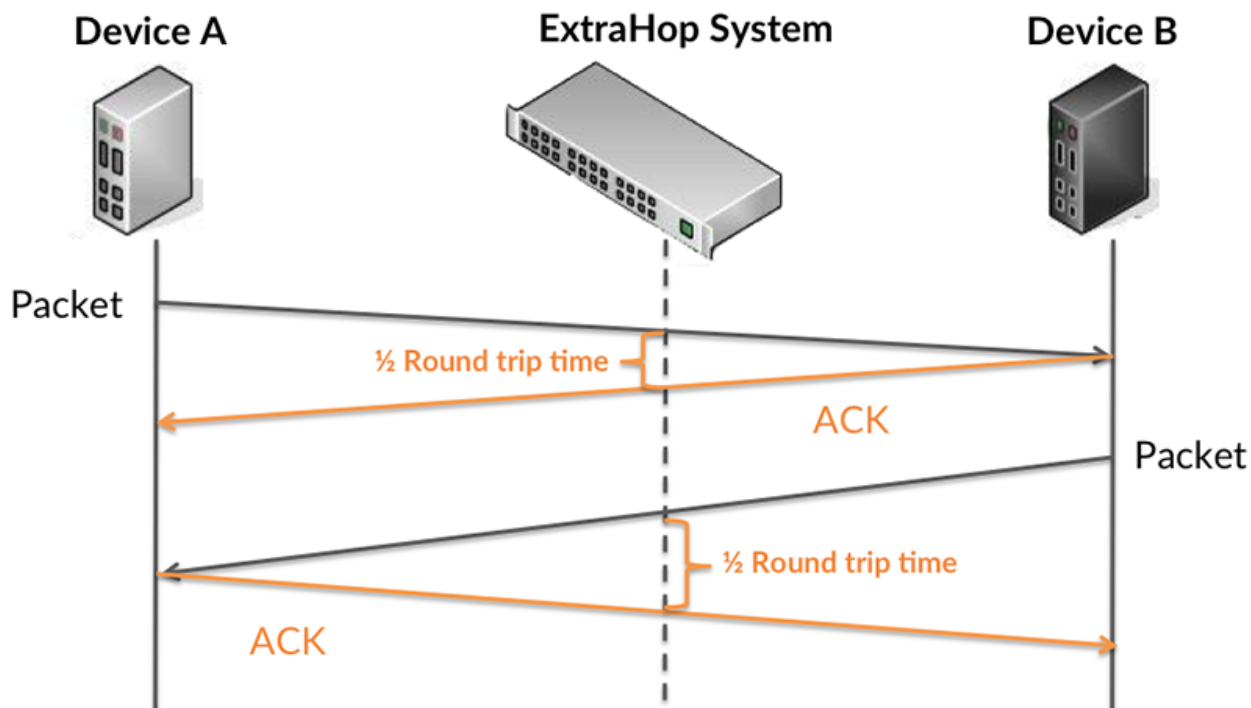 Device A
ExtraHop System
Device B
Packet
½ Round trip time
ACK
Packet
½ Round trip time
ACK